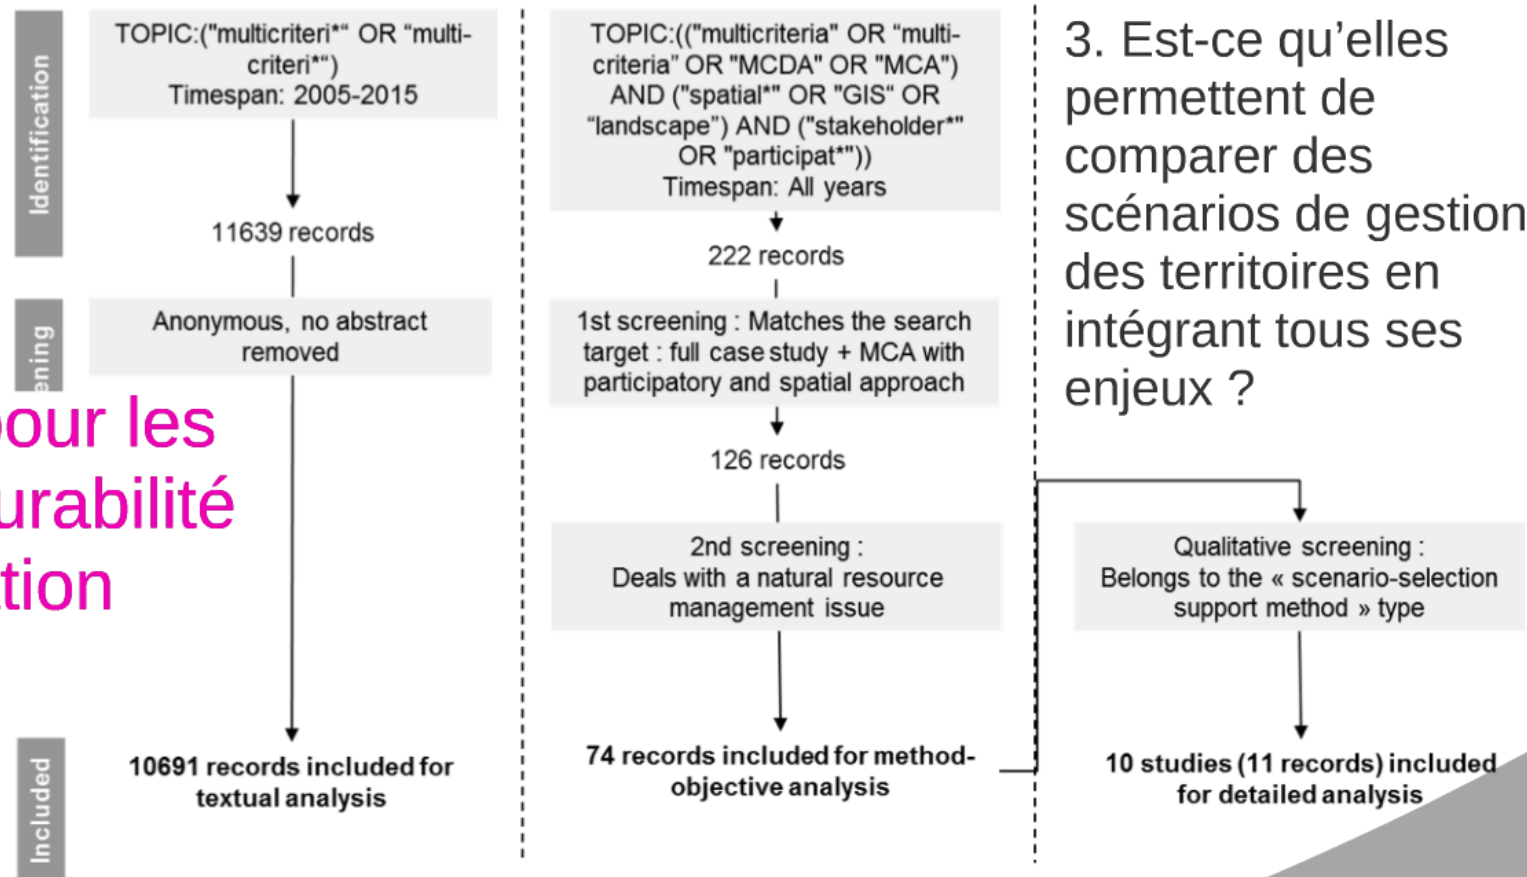 Identification
TOPIC:("multicriteri*“ OR “multi-
criteri*“)
Timespan: 2005-2015
11639 records
Anonymous, no abstract
removed
pour les
urabilité
tion
10691 records included for
textual analysis
Included
TOPIC:(("multicriteria" OR “multi-
criteria” OR "MCDA" OR "MCA")
AND ("spatial*" OR "GIS“ OR
“landscape”) AND ("stakeholder*"
OR "participat*"))
Timespan: All years
222 records
1st screening : Matches the search
target : full case study + MCA with
participatory and spatial approach
126 records
2nd screening :
Deals with a natural resource
management issue
74 records included for method-
objective analysis
3. Est-ce qu’elles
permettent de
comparer des
scénarios de gestion
des territoires en
intégrant tous ses
enjeux ?
Qualitative screening :
Belongs to the « scenario-selection
support method » type
10 studies (11 records) included
for detailed analysis